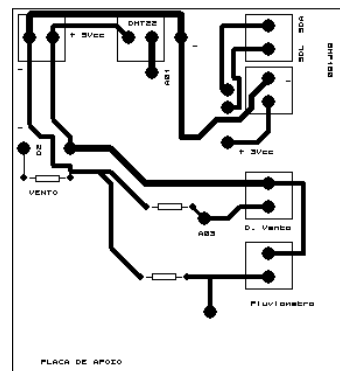 DHT22
SDA
SCL
BMP180
-
+ 5Vcc
-
A01
-
+ 3Vcc
-
D2
VENTO
A03
D. Vento
Pluviometro
PLACA DE APOIO